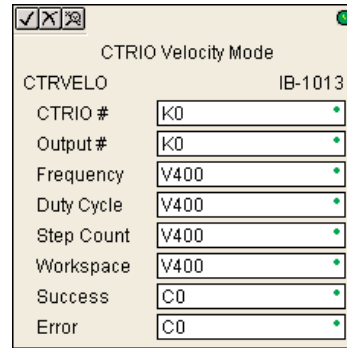 CTRIO Velocity Mode
CTRVELO IB-1013
CTRIO # K0
Output # K0
Frequency V400
Duty Cycle V400
Step Count V400
Workspace V400
Success C0
Error C0